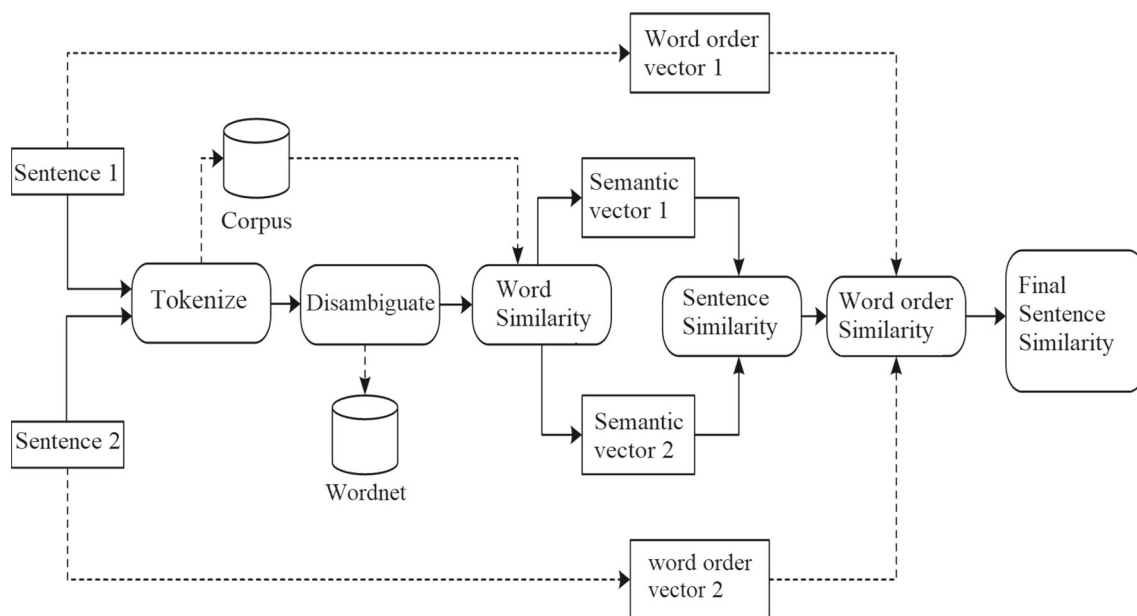 Word order
vector 1
Sentence 1
Corpus
Semantic
vector 1
Tokenize
Disambiguate
Word
Similarity
Sentence
Similarity
Word order
Similarity
Final
Sentence
Similarity
Sentence 2
Wordnet
Semantic
vector 2
word order
vector 2